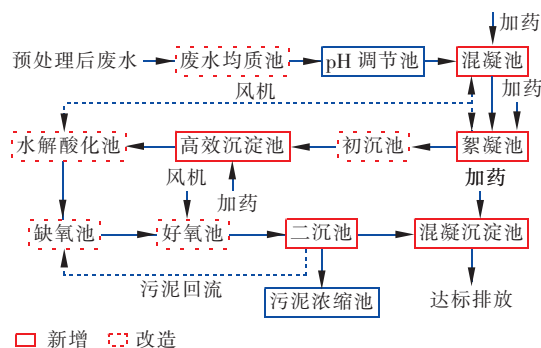 加药
预处理后废水
废水均质池
pH 调节池
混凝池
风机
加药
水解酸化池
高效沉淀池
初沉池
絮凝池
风机
加药
加药
缺氧池
好氧池
二沉池
混凝沉淀池
污泥回流
污泥浓缩池
达标排放
新增
改造